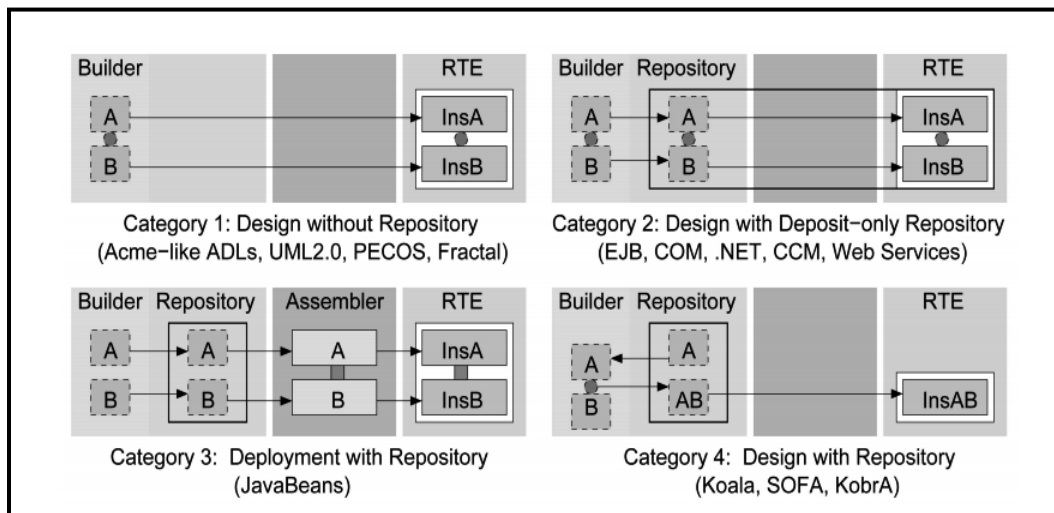 Builder RTE
A InsA
B InsB
Category 1: Design without Repository
(Acme-like ADLs, UML2.0, PECOS, Fractal)
Builder Repository RTE
A A InsA
B B InsB
Category 2: Design with Deposit-only Repository
(EJB, COM, .NET, CCM, Web Services)
Builder Repository Assembler RTE
A A A InsA
B B B InsB
Category 3: Deployment with Repository
(JavaBeans)
Builder Repository RTE
A A
B AB InsAB
Category 4: Design with Repository
(Koala, SOFA, KobrA)